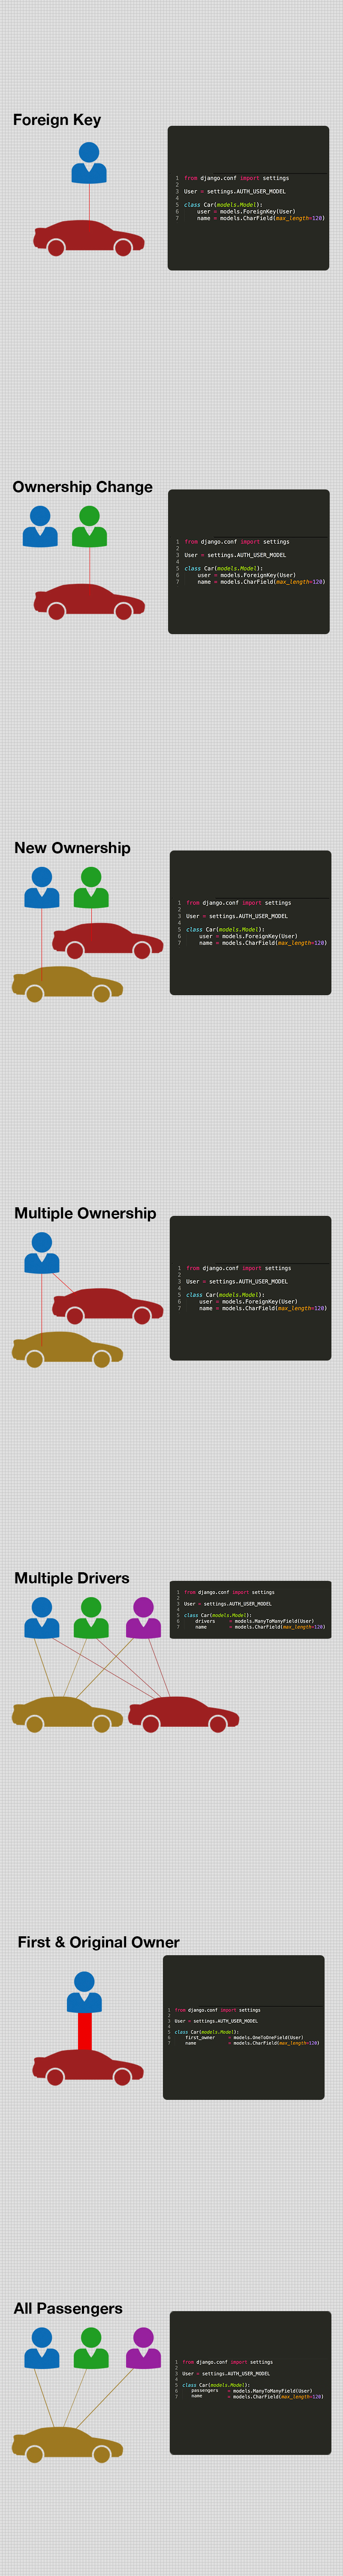 Foreign Key
1 from django.conf import settings
2
3 User = settings.AUTH_USER_MODEL
4
5 class Car(models.Model):
6 user = models.ForeignKey(User)
7 name = models.CharField(max_length=120)
Ownership Change
1 from django.conf import settings
2
3 User = settings.AUTH_USER_MODEL
4
5 class Car(models.Model):
6 user = models.ForeignKey(User)
7 name = models.CharField(max_length=120)
New Ownership
1 from django.conf import settings
2
3 User = settings.AUTH_USER_MODEL
4
5 class Car(models.Model):
6 user = models.ForeignKey(User)
7 name = models.CharField(max_length=120)
Multiple Ownership
1 from django.conf import settings
2
3 User = settings.AUTH_USER_MODEL
4
5 class Car(models.Model):
6 user = models.ForeignKey(User)
7 name = models.CharField(max_length=120)
Multiple Drivers
1 from django.conf import settings
2
3 User = settings.AUTH_USER_MODEL
4
5 class Car(models.Model):
6 drivers = models.ManyToManyField(User)
7 name = models.CharField(max_length=120)
First & Original Owner
1 from django.conf import settings
2
3 User = settings.AUTH_USER_MODEL
4
5 class Car(models.Model):
6 first_owner = models.OneToOneField(User)
7 name = models.CharField(max_length=120)
All Passengers
1 from django.conf import settings
2
3 User = settings.AUTH_USER_MODEL
4
5 class Car(models.Model):
6 passengers = models.ManyToManyField(User)
7 name = models.CharField(max_length=120)